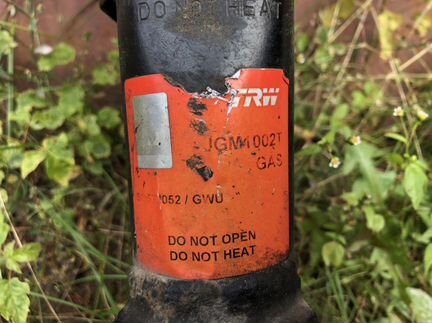 DO NOT HEAT
TRW
JGM1002T
GAS
052 / GWU
DO NOT OPEN
DO NOT HEAT